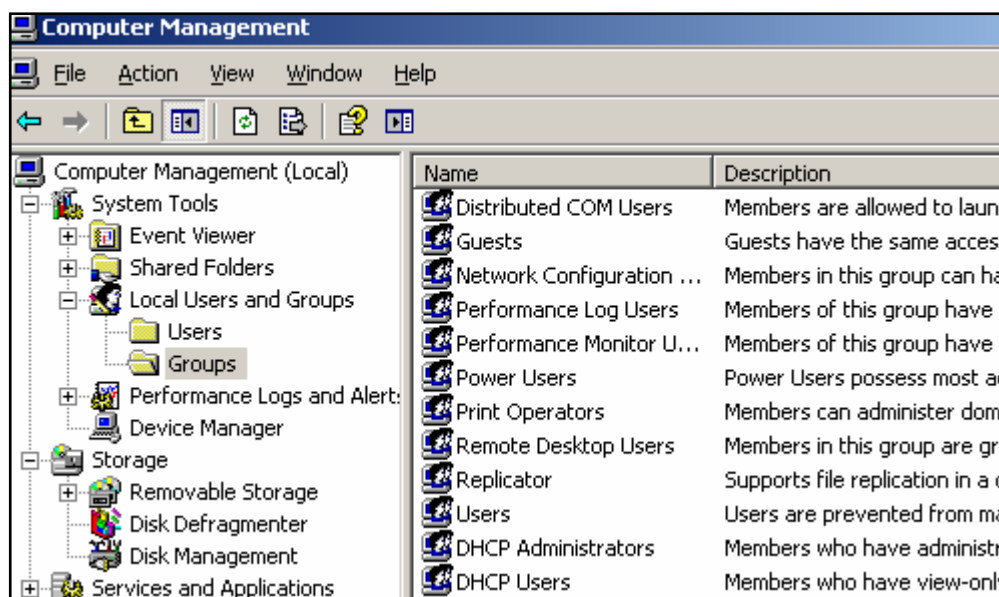 Computer Management
File Action View Window Help
Computer Management (Local)
System Tools
Event Viewer
Shared Folders
Local Users and Groups
Users
Groups
Performance Logs and Alert
Device Manager
Storage
Removable Storage
Disk Defragmenter
Disk Management
Services and Applications
Name Description
Distributed COM Users Members are allowed to laun
Guests Guests have the same acces
Network Configuration ... Members in this group can ha
Performance Log Users Members of this group have
Performance Monitor U... Members of this group have
Power Users Power Users possess most a
Print Operators Members can administer dom
Remote Desktop Users Members in this group are gr
Replicator Supports file replication in a
Users Users are prevented from ma
DHCP Administrators Members who have administr
DHCP Users Members who have view-only